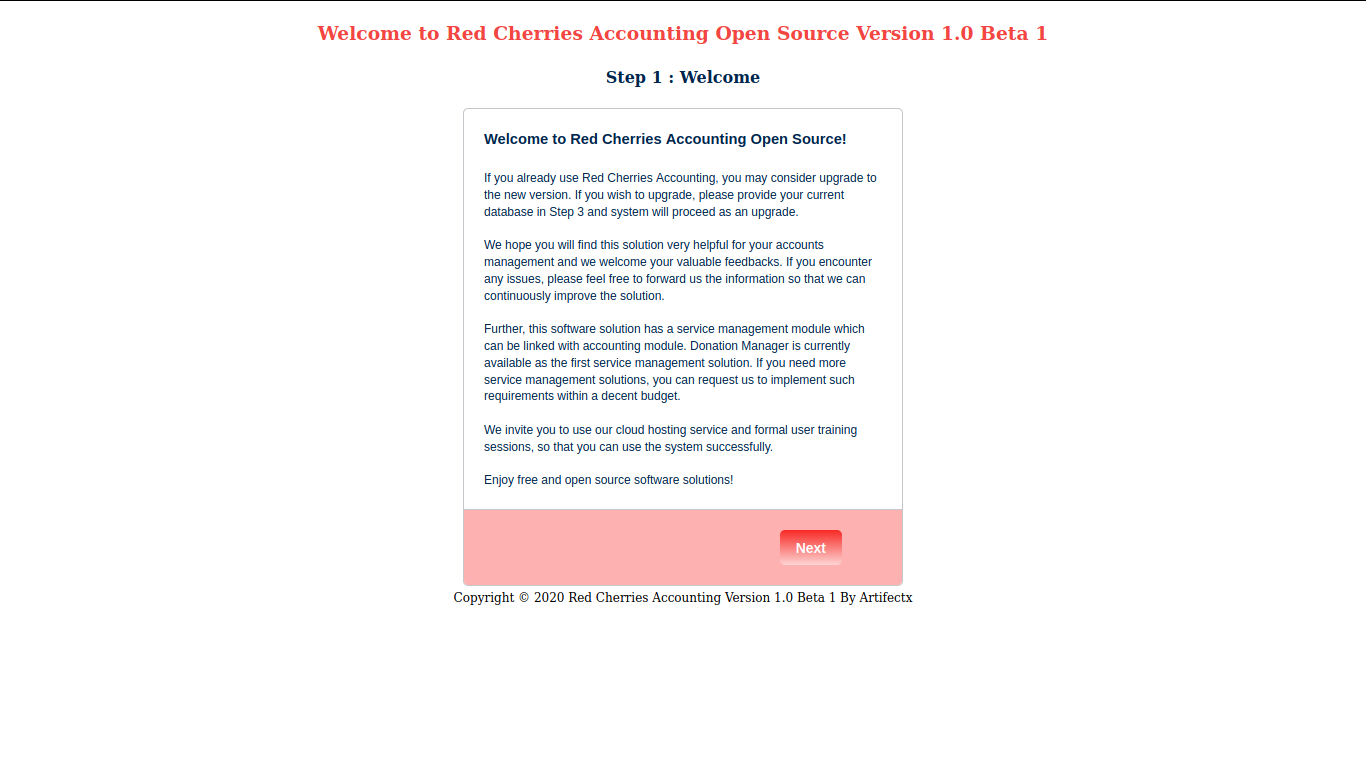 Welcome to Red Cherries Accounting Open Source Version 1.0 Beta 1
Step 1 : Welcome
Welcome to Red Cherries Accounting Open Source!
If you already use Red Cherries Accounting, you may consider upgrade to
the new version. If you wish to upgrade, please provide your current
database in Step 3 and system will proceed as an upgrade.
We hope you will find this solution very helpful for your accounts
management and we welcome your valuable feedbacks. If you encounter
any issues, please feel free to forward us the information so that we can
continuously improve the solution.
Further, this software solution has a service management module which
can be linked with accounting module. Donation Manager is currently
available as the first service management solution. If you need more
service management solutions, you can request us to implement such
requirements within a decent budget.
We invite you to use our cloud hosting service and formal user training
sessions, so that you can use the system successfully.
Enjoy free and open source software solutions!
Next
Copyright © 2020 Red Cherries Accounting Version 1.0 Beta 1 By Artifectx